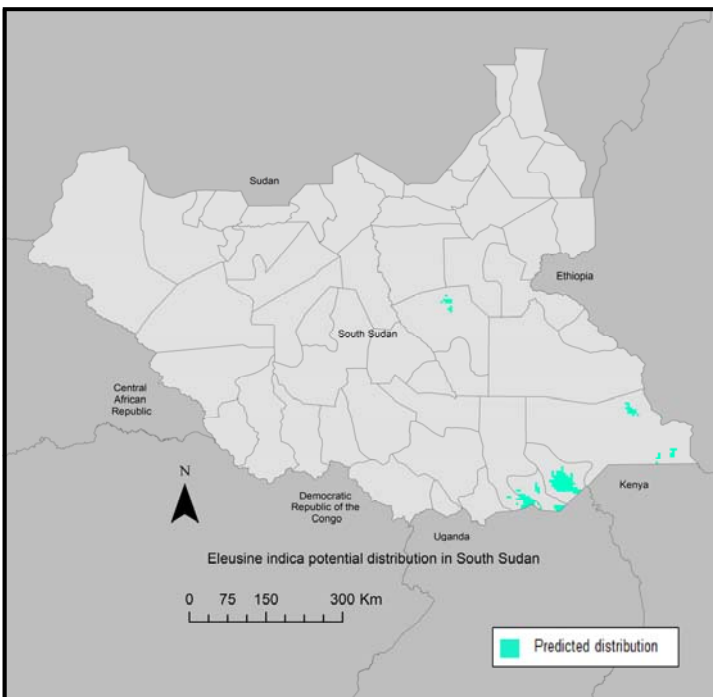 Sudan
Ethiopia
South Sudan
Central
African
Republic
N
Kenya
Democratic
Republic of the
Congo
Uganda
Eleusine indica potential distribution in South Sudan
0 75 150 300 Km
Predicted distribution